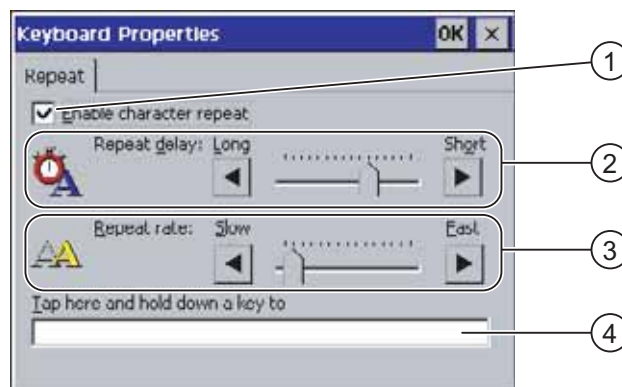 Keyboard Properties OK ×
Repeat
1
Enable character repeat
Repeat delay: Long Short
2
Repeat rate: Slow Fast
3
Tap here and hold down a key to
4